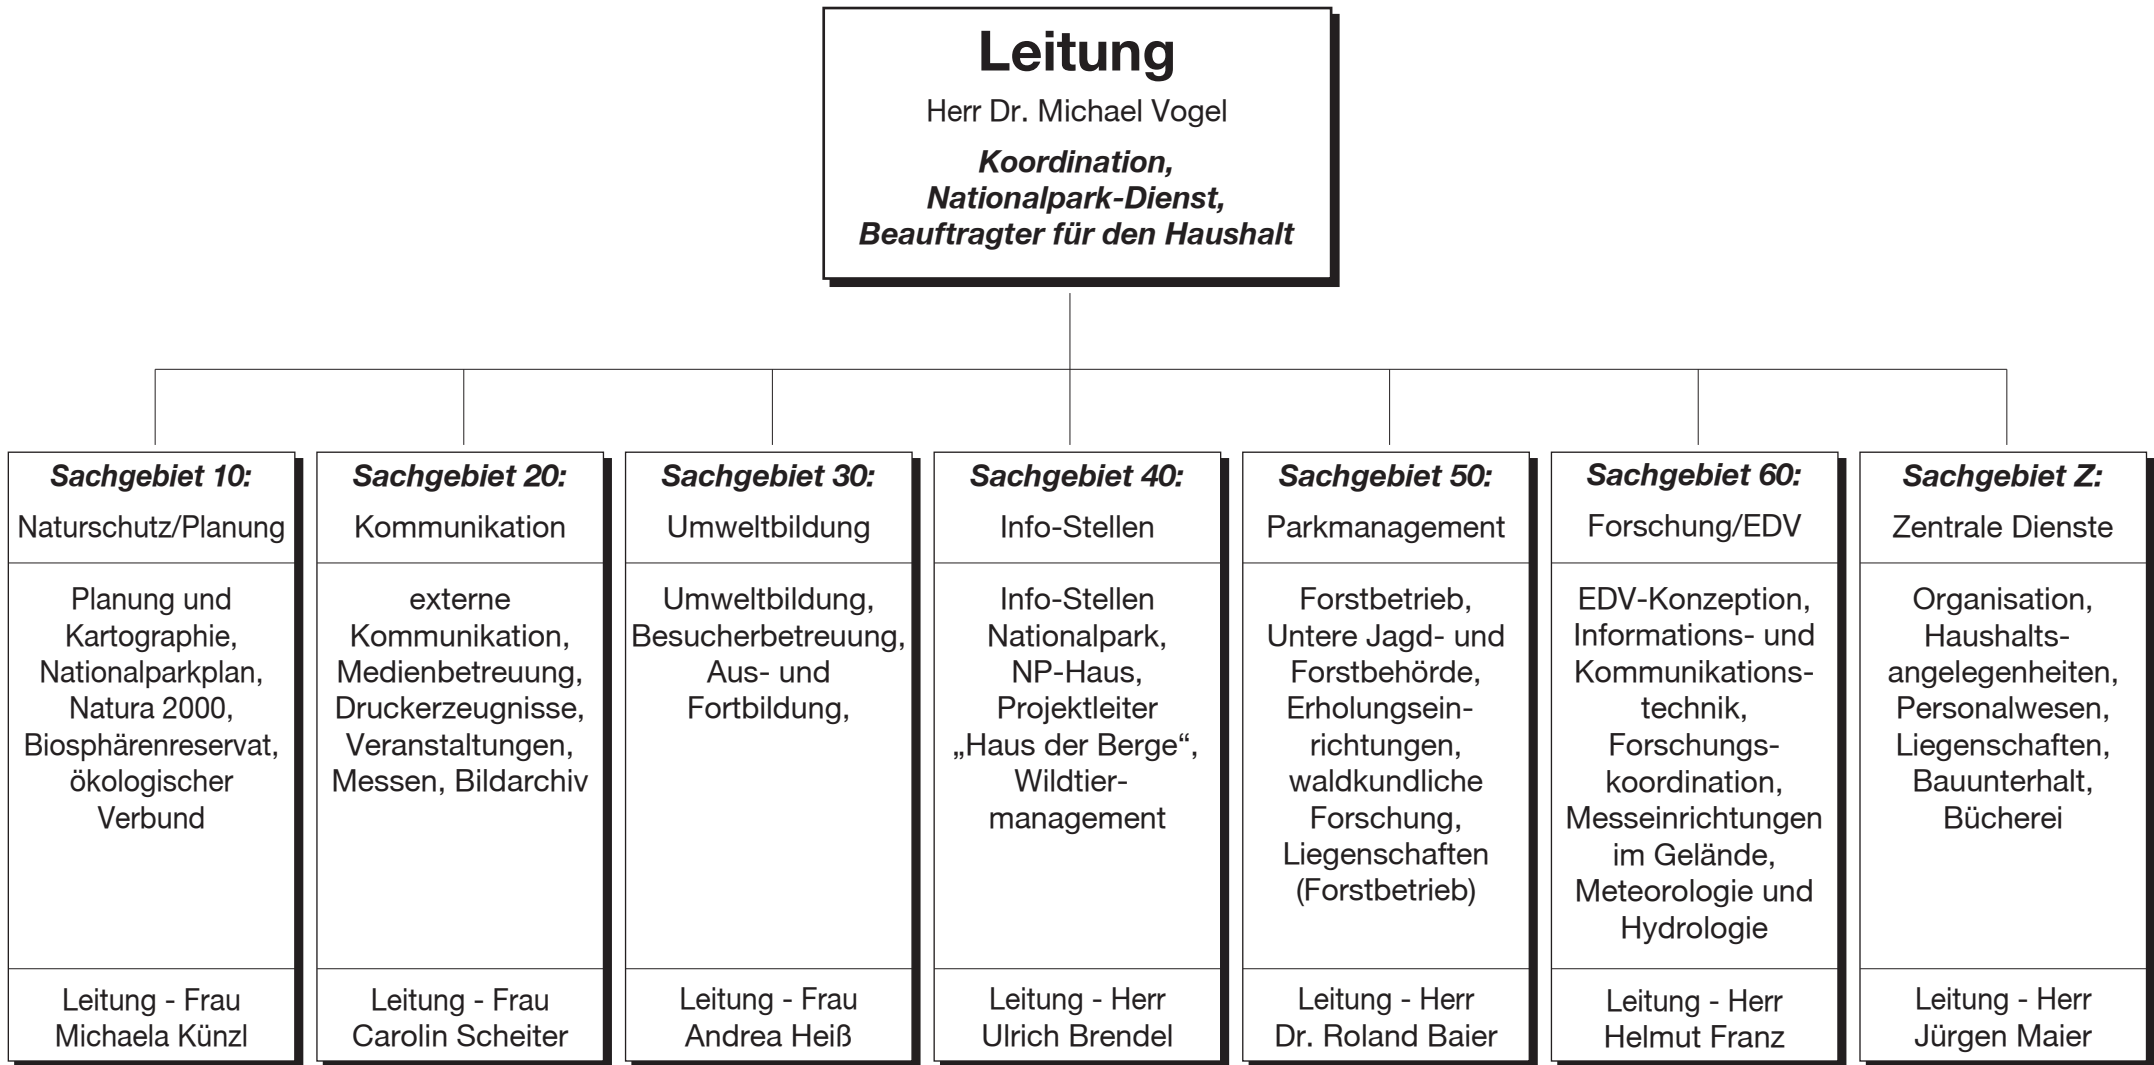 Leitung
Herr Dr. Michael Vogel
Koordination,
Nationalpark-Dienst,
Beauftragter für den Haushalt
Sachgebiet 10:
Naturschutz/Planung
Planung und
Kartographie,
Nationalparkplan,
Natura 2000,
Biosphärenreservat,
ökologischer
Verbund
Leitung - Frau
Michaela Künzl
Sachgebiet 20:
Kommunikation
externe
Kommunikation,
Medienbetreuung,
Druckerzeugnisse,
Veranstaltungen,
Messen, Bildarchiv
Leitung - Frau
Carolin Scheiter
Sachgebiet 30:
Umweltbildung
Umweltbildung,
Besucherbetreuung,
Aus- und
Fortbildung,
Leitung - Frau
Andrea Heiß
Sachgebiet 40:
Info-Stellen
Info-Stellen
Nationalpark,
NP-Haus,
Projektleiter
„Haus der Berge“,
Wildtier-
management
Leitung - Herr
Ulrich Brendel
Sachgebiet 50:
Parkmanagement
Forstbetrieb,
Untere Jagd- und
Forstbehörde,
Erholungsein-
richtungen,
waldkundliche
Forschung,
Liegenschaften
(Forstbetrieb)
Leitung - Herr
Dr. Roland Baier
Sachgebiet 60:
Forschung/EDV
EDV-Konzeption,
Informations- und
Kommunikations-
technik,
Forschungs-
koordination,
Messeinrichtungen
im Gelände,
Meteorologie und
Hydrologie
Leitung - Herr
Helmut Franz
Sachgebiet Z:
Zentrale Dienste
Organisation,
Haushalts-
angelegenheiten,
Personalwesen,
Liegenschaften,
Bauunterhalt,
Bücherei
Leitung - Herr
Jürgen Maier